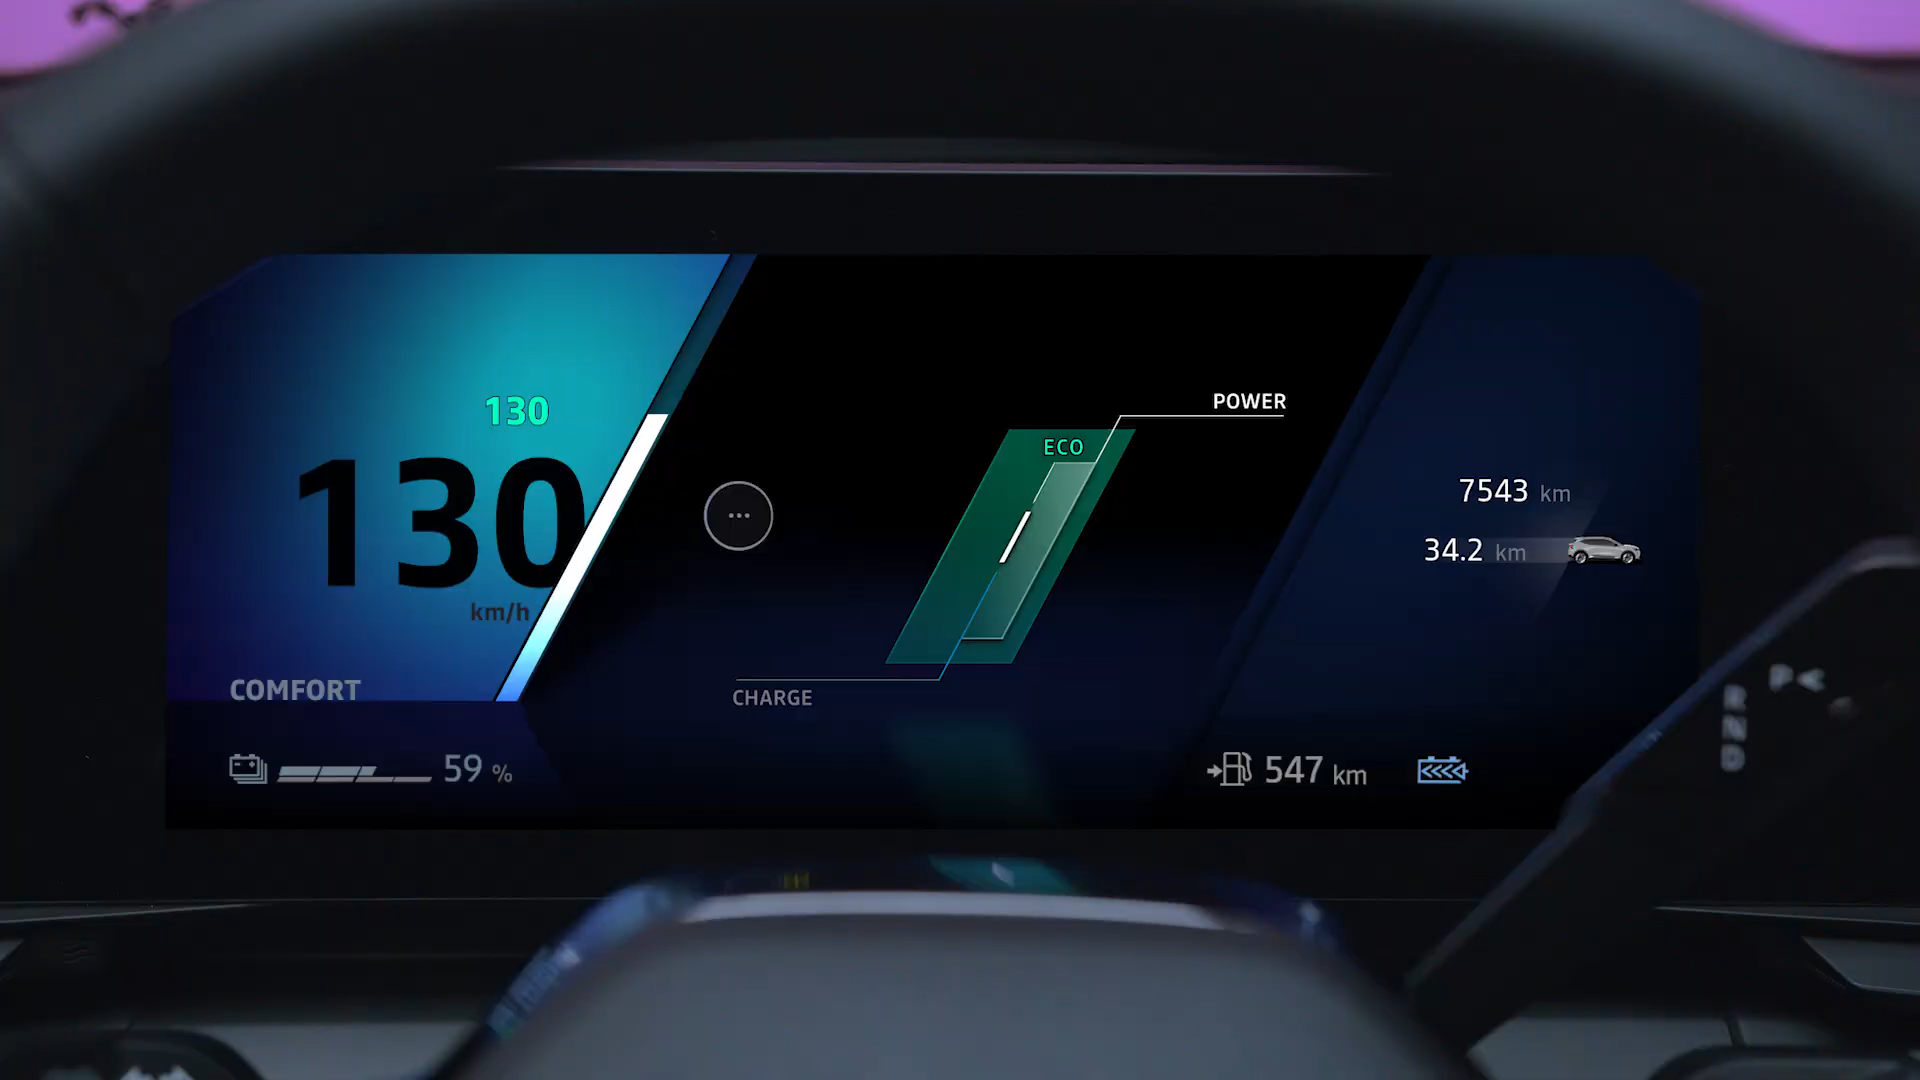 130
130
km/h
COMFORT
59 %
POWER
ECO
CHARGE
7543 km
34.2 km
547 km
P
R
N
D